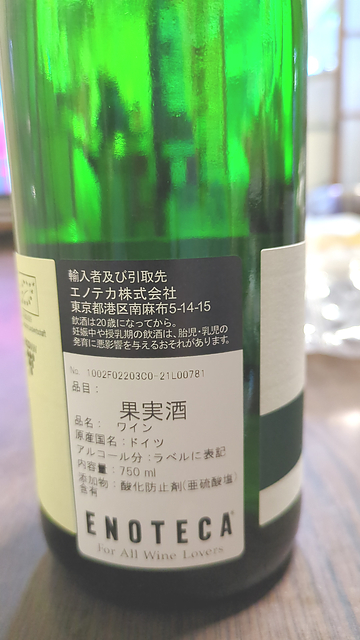 輸入者及び引取先
エノテカ株式会社
東京都港区南麻布5-14-15
飲酒は20歳になってから。
妊娠中や授乳期の飲酒は、胎児・乳児の
発育に悪影響を与えるおそれがあります。
No. 1002F02203C0-21L00781
品目：
果実酒
品名： ワイン
原産国名：ドイツ
アルコール分：ラベルに表記
内容量：750 ml
添加物：酸化防止剤(亜硫酸塩)
含有
ENOTECA
For All Wine Lovers